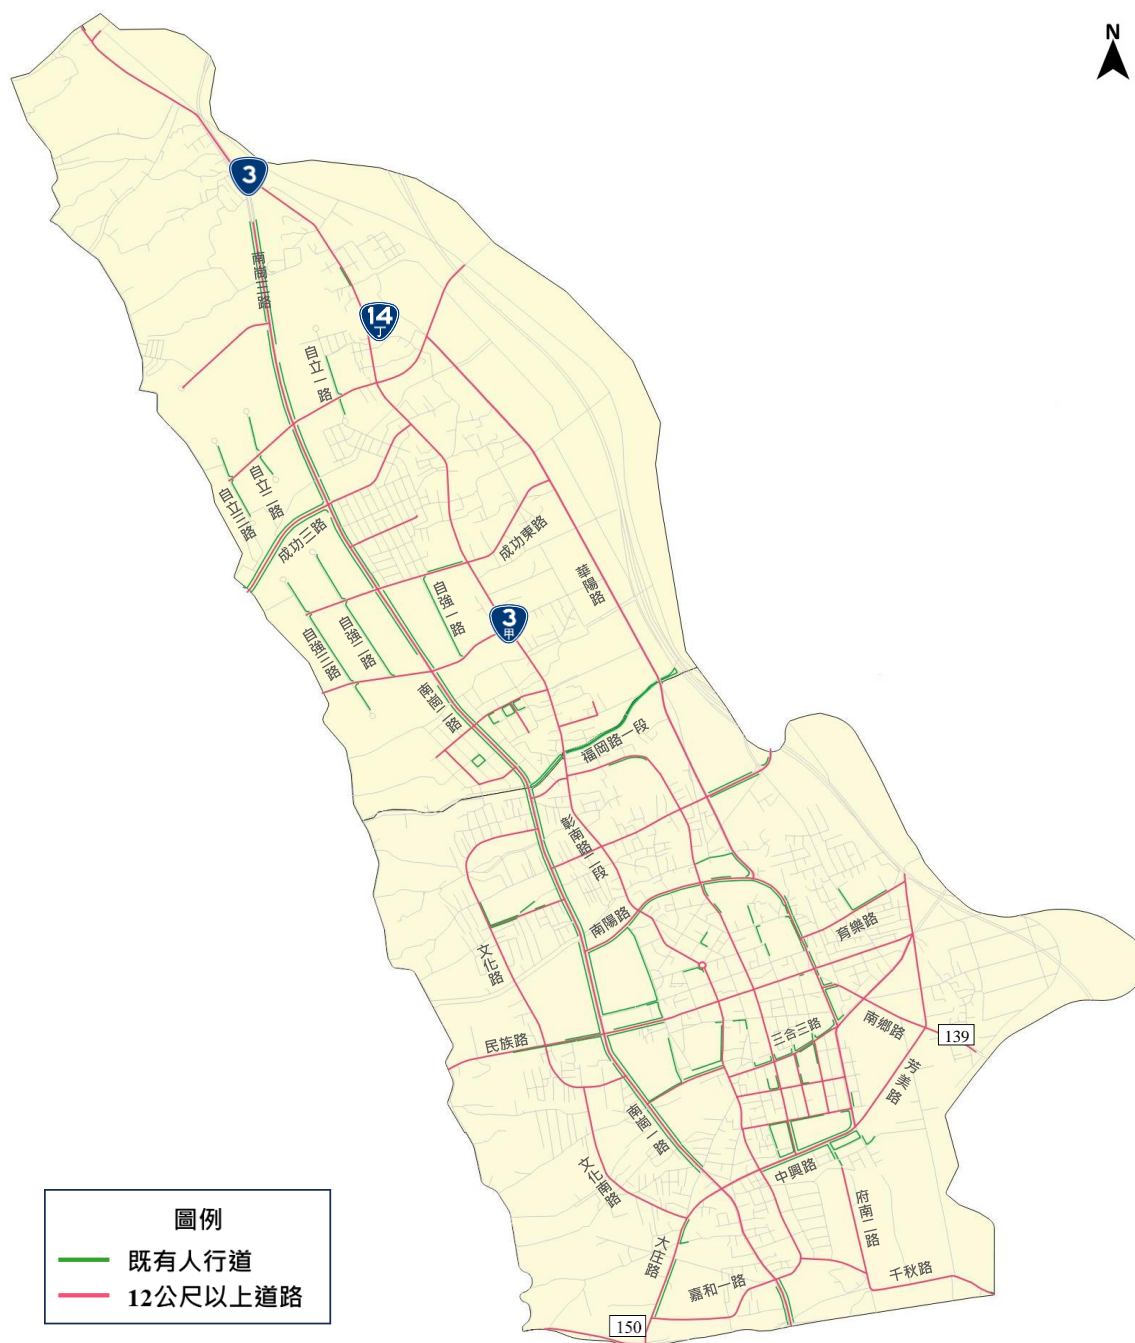 N
3
南崗三路
14
丁
自立一路
自立二路
自立三路
成功三路
成功東路
華陽路
自強一路
3
甲
自強二路
自強三路
南崗二路
福岡路一段
彰南路二段
南陽路
育樂路
文化路
民族路
三合三路
南鄉路
139
芳美路
南崗一路
中興路
文化南路
府南二路
大庄路
千秋路
嘉和一路
150
圖例
既有人行道
12公尺以上道路